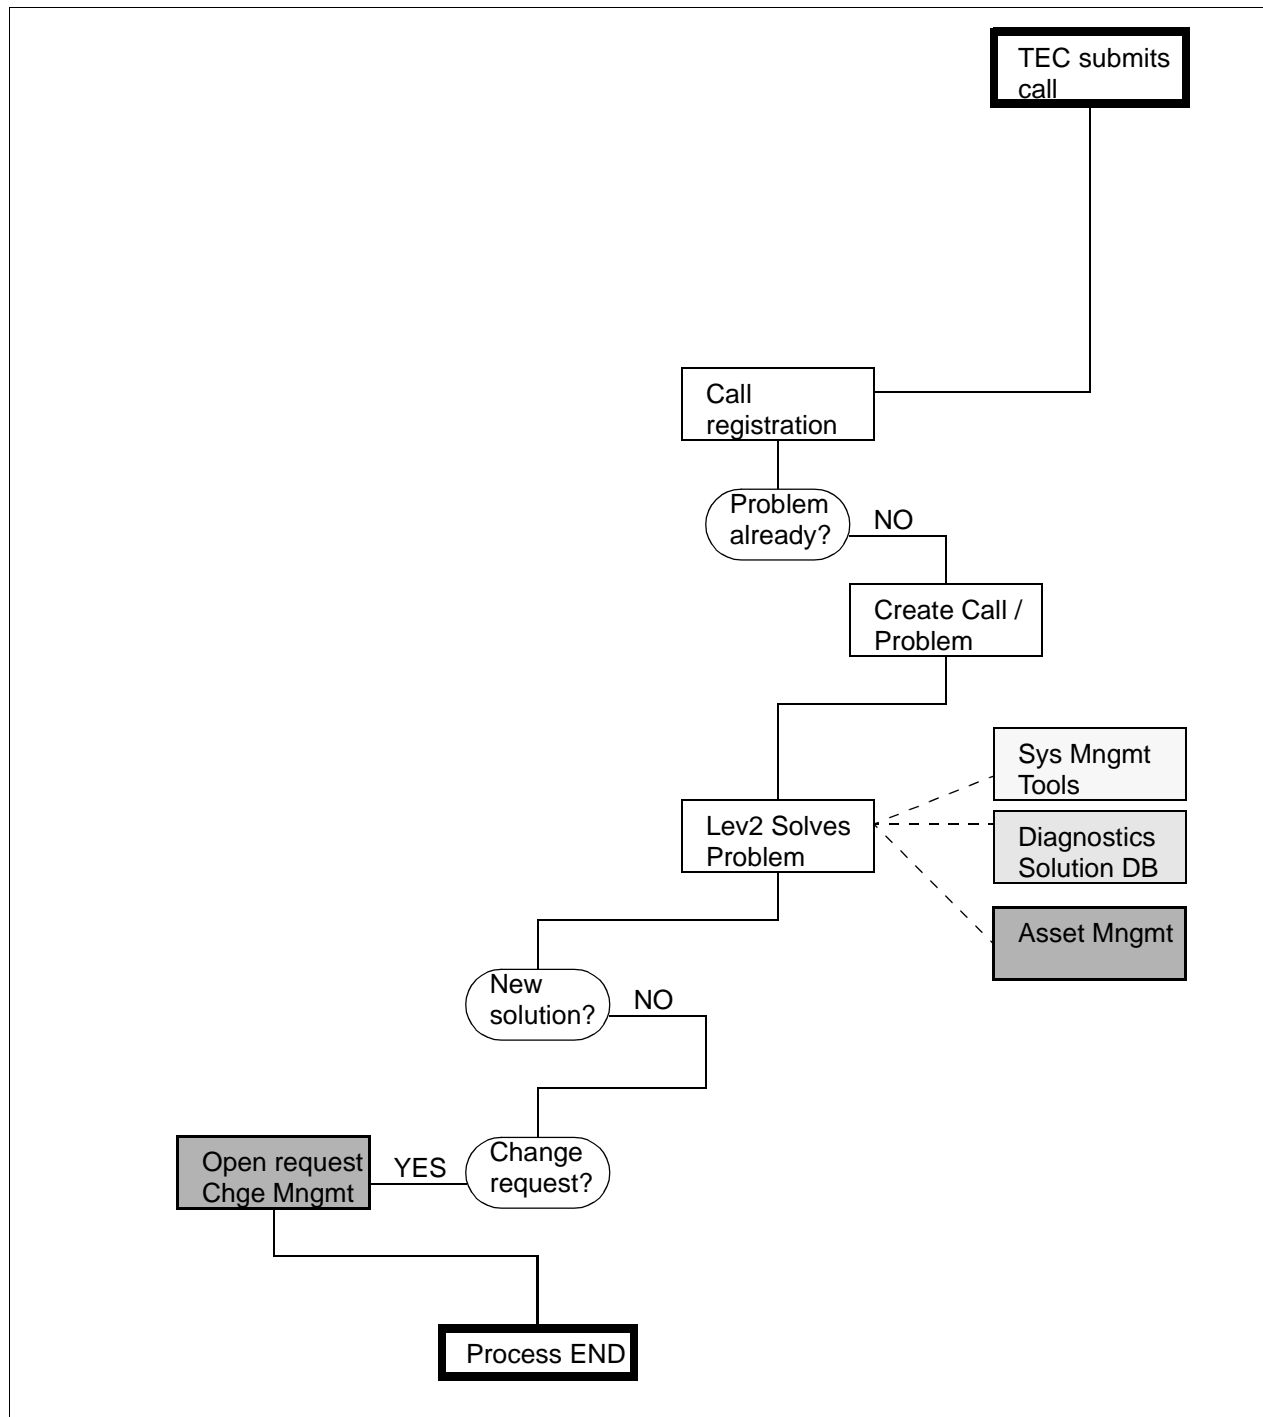 TEC submits
call
Call
registration
Problem
already?
NO
Create Call /
Problem
Sys Mngmt
Tools
Lev2 Solves
Problem
Diagnostics
Solution DB
Asset Mngmt
New
solution?
NO
Change
request?
YES
Open request
Chge Mngmt
Process END